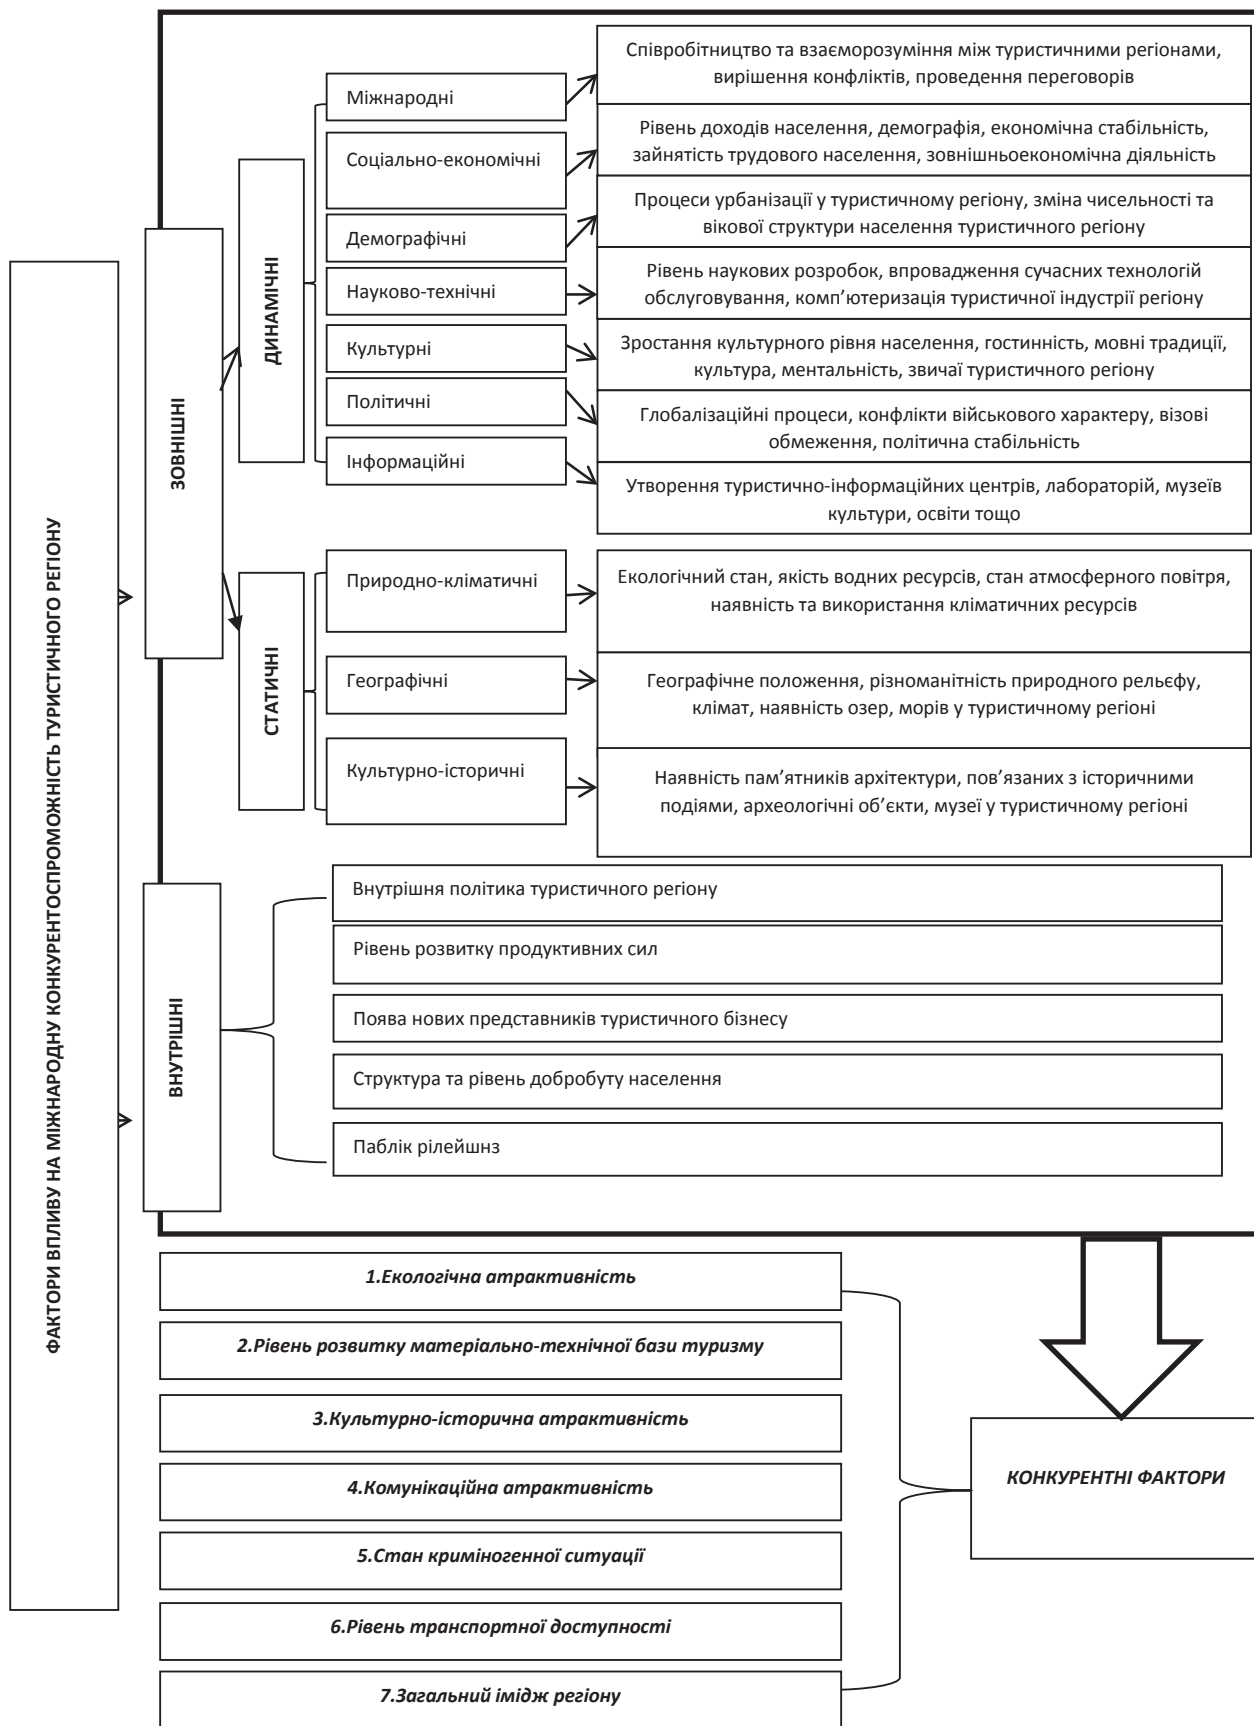 ФАКТОРИ ВПЛИВУ НА МІЖНАРОДНУ КОНКУРЕНТОСПРОМОЖНІСТЬ ТУРИСТИЧНОГО РЕГІОНУ
ЗОВНІШНІ
ДИНАМІЧНІ
Міжнародні
Співробітництво та взаєморозуміння між туристичними регіонами,
вирішення конфліктів, проведення переговорів
Соціально-економічні
Рівень доходів населення, демографія, економічна стабільність,
зайнятість трудового населення, зовнішньоекономічна діяльність
Демографічні
Процеси урбанізації у туристичному регіону, зміна чисельності та
вікової структури населення туристичного регіону
Науково-технічні
Рівень наукових розробок, впровадження сучасних технологій
обслуговування, комп’ютеризація туристичної індустрії регіону
Культурні
Зростання культурного рівня населення, гостинність, мовні традиції,
культура, ментальність, звичаї туристичного регіону
Політичні
Глобалізаційні процеси, конфлікти військового характеру, візові
обмеження, політична стабільність
Інформаційні
Утворення туристично-інформаційних центрів, лабораторій, музеїв
культури, освіти тощо
СТАТИЧНІ
Природно-кліматичні
Екологічний стан, якість водних ресурсів, стан атмосферного повітря,
наявність та використання кліматичних ресурсів
Географічні
Географічне положення, різноманітність природного рельєфу,
клімат, наявність озер, морів у туристичному регіоні
Культурно-історичні
Наявність пам’ятників архітектури, пов’язаних з історичними
подіями, археологічні об’єкти, музеї у туристичному регіоні
ВНУТРІШНІ
Внутрішня політика туристичного регіону
Рівень розвитку продуктивних сил
Поява нових представників туристичного бізнесу
Структура та рівень добробуту населення
Паблік рілейшнз
1.Екологічна атрактивність
2.Рівень розвитку матеріально-технічної бази туризму
3.Культурно-історична атрактивність
4.Комунікаційна атрактивність
5.Стан криміногенної ситуації
6.Рівень транспортної доступності
7.Загальний імідж регіону
КОНКУРЕНТНІ ФАКТОРИ